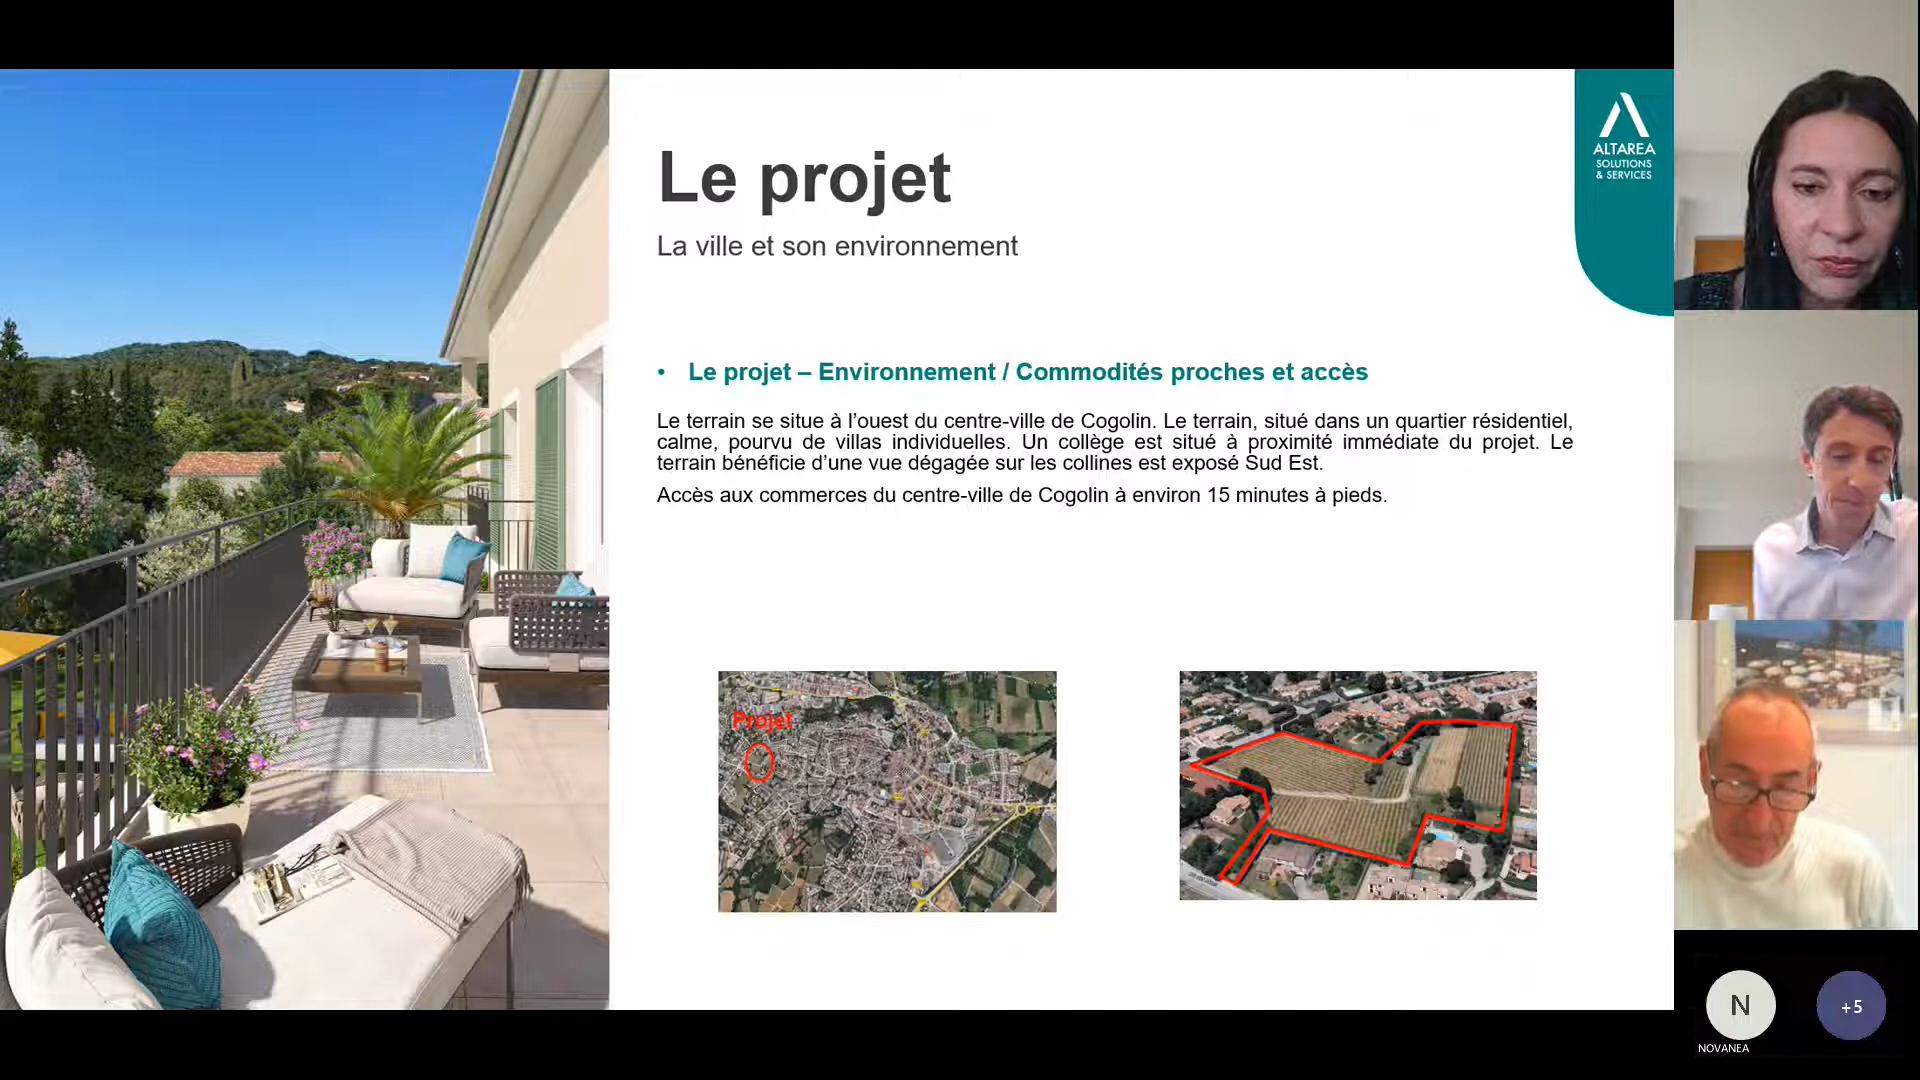 Le projet
La ville et son environnement
ALTAREA
SOLUTIONS
& SERVICES
• Le projet – Environnement / Commodités proches et accès
Le terrain se situe à l’ouest du centre-ville de Cogolin. Le terrain, situé dans un quartier résidentiel,
calme, pourvu de villas individuelles. Un collège est situé à proximité immédiate du projet. Le
terrain bénéficie d’une vue dégagée sur les collines est exposé Sud Est.
Accès aux commerces du centre-ville de Cogolin à environ 15 minutes à pieds.
Projet
N
+5
NOVANEA